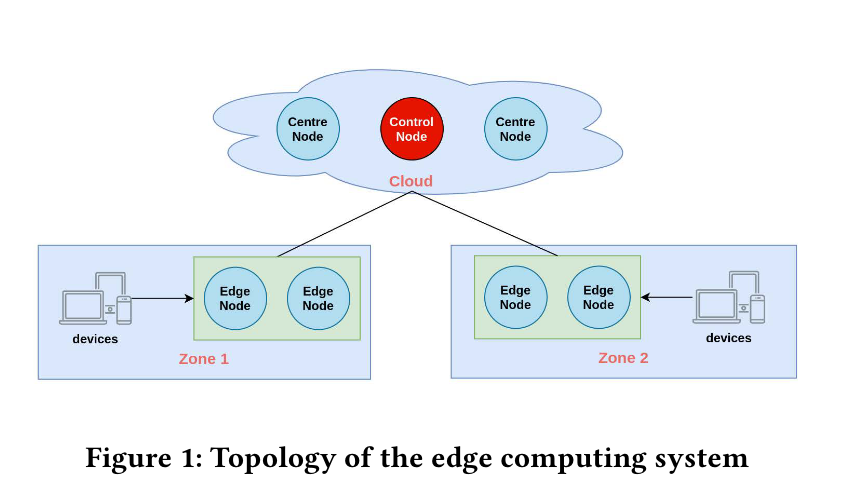 Centre
Node
Control
Node
Centre
Node
Cloud
Edge
Node
Edge
Node
devices
Zone 1
Edge
Node
Edge
Node
devices
Zone 2
Figure 1: Topology of the edge computing system